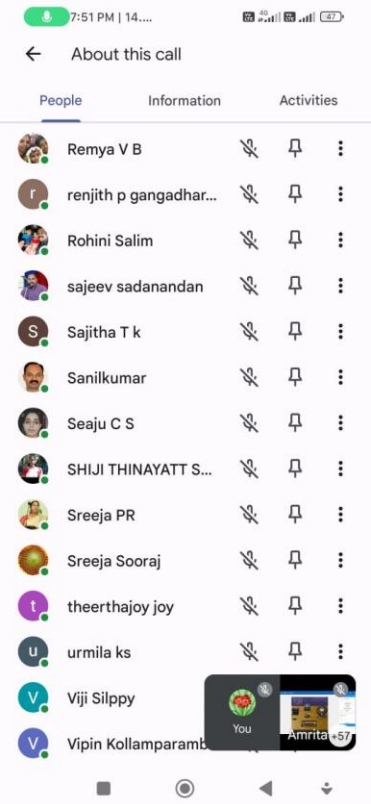 7:51 PM | 14....
4G
47
About this call
People Information Activities
Remya V B
r renjith p gangadhar...
Rohini Salim
sajeev sadanandan
S Sajitha T k
Sanilkumar
Seaju C S
SHIJI THINAYATT S...
Sreeja PR
Sreeja Sooraj
t theerthajoy joy
u urmila ks
V Viji Silppy
You Amrita +57
V Vipin Kollamparamb